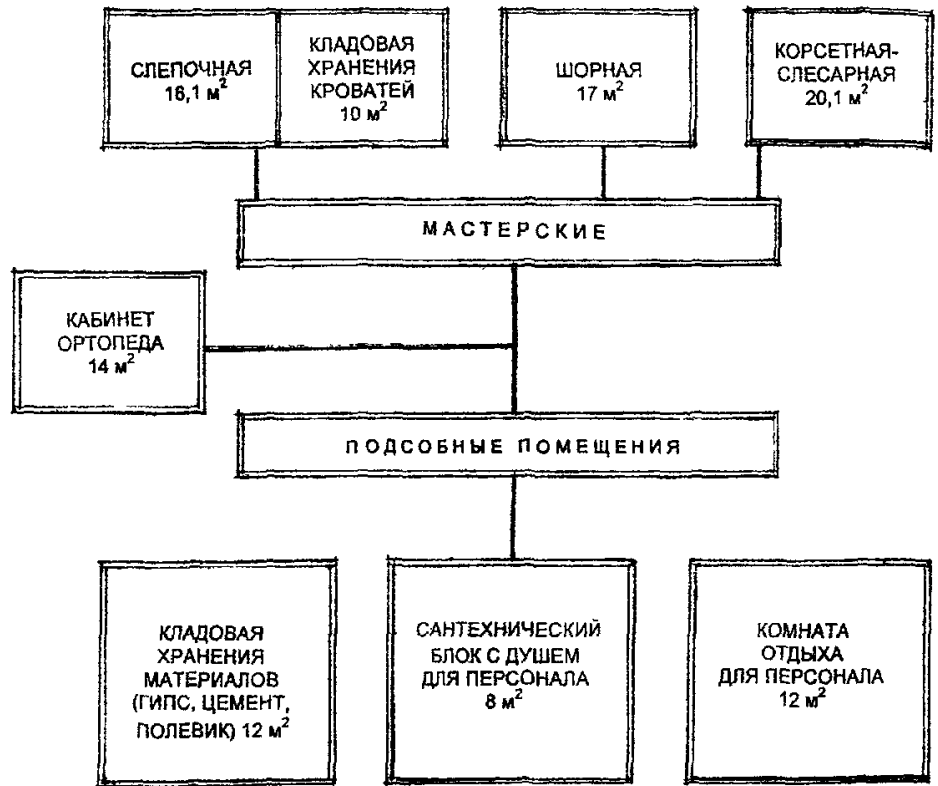 СЛЕПОЧНАЯ
16,1 м²
КЛАДОВАЯ
ХРАНЕНИЯ
КРОВАТЕЙ
10 м²
ШОРНАЯ
17 м²
КОРСЕТНАЯ-
СЛЕСАРНАЯ
20,1 м²
МАСТЕРСКИЕ
КАБИНЕТ
ОРТОПЕДА
14 м²
ПОДСОБНЫЕ ПОМЕЩЕНИЯ
КЛАДОВАЯ
ХРАНЕНИЯ
МАТЕРИАЛОВ
(ГИПС, ЦЕМЕНТ,
ПОЛЕВИК) 12 м²
САНТЕХНИЧЕСКИЙ
БЛОК С ДУШЕМ
ДЛЯ ПЕРСОНАЛА
8 м²
КОМНАТА
ОТДЫХА
ДЛЯ ПЕРСОНАЛА
12 м²